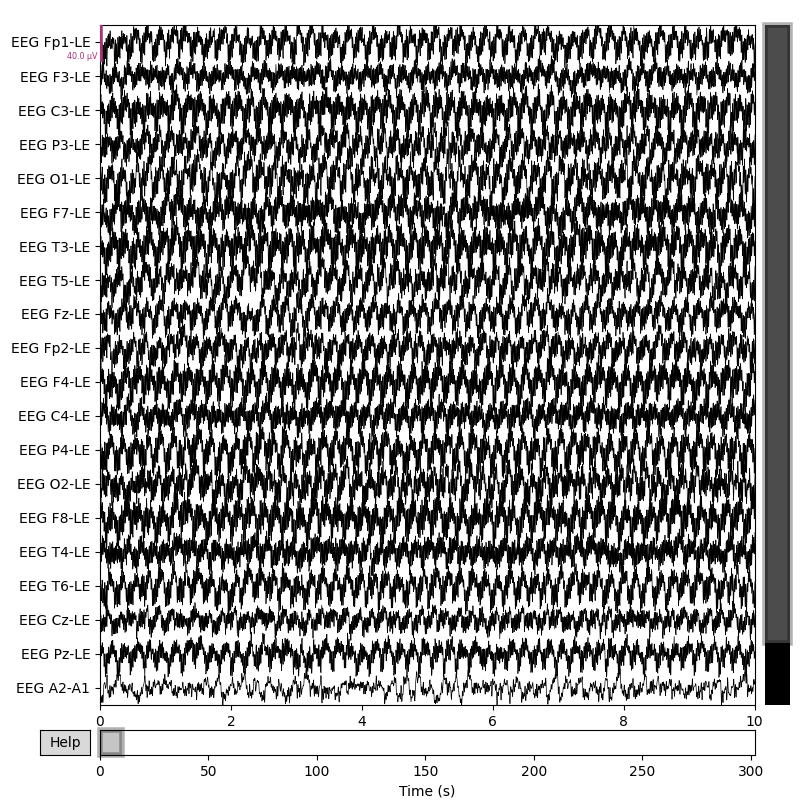 EEG Fp1-LE
40.0 µV
EEG F3-LE
EEG C3-LE
EEG P3-LE
EEG O1-LE
EEG F7-LE
EEG T3-LE
EEG T5-LE
EEG Fz-LE
EEG Fp2-LE
EEG F4-LE
EEG C4-LE
EEG P4-LE
EEG O2-LE
EEG F8-LE
EEG T4-LE
EEG T6-LE
EEG Cz-LE
EEG Pz-LE
EEG A2-A1
0 2 4 6 8 10
Help
0 50 100 150 200 250 300
Time (s)